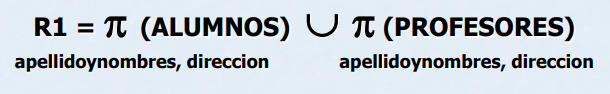 R1 = π (ALUMNOS) ∪ π (PROFESORES)
apellidoynombres, direccion apellidoynombres, direccion